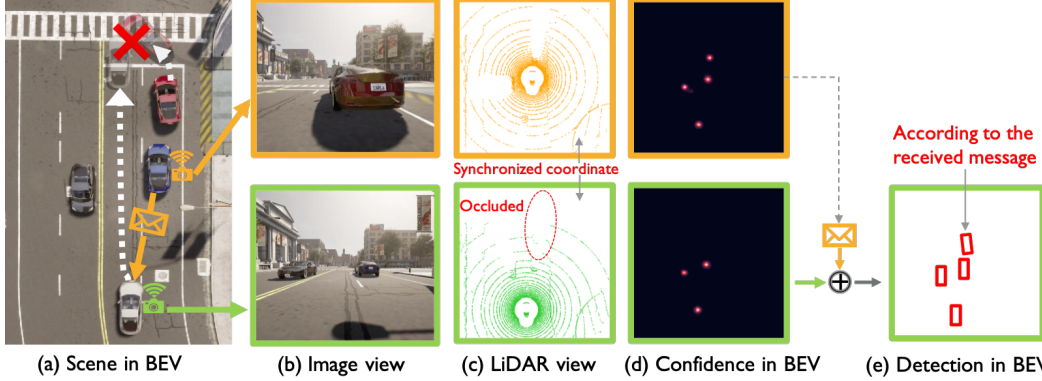 According to the
received message
Synchronized coordinate
Occluded
(a) Scene in BEV
(b) Image view
(c) LiDAR view
(d) Confidence in BEV
(e) Detection in BEV